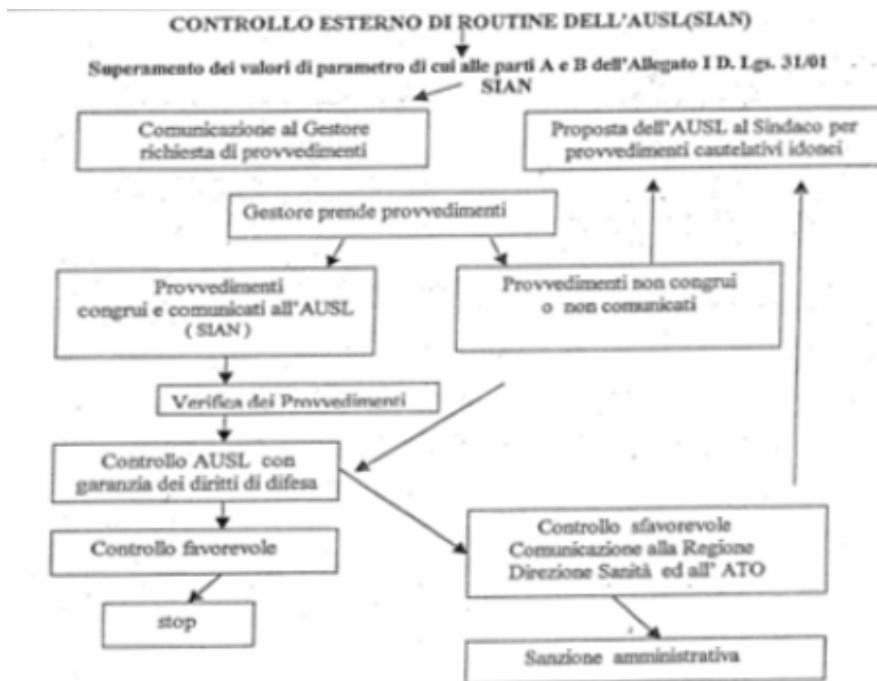 CONTROLLO ESTERNO DI ROUTINE DELL'AUSL(SIAN)
Superamento dei valori di parametro di cui alle parti A e B dell'Allegato I D. Lgs. 31/01
SIAN
Comunicazione al Gestore
richiesta di provvedimenti
Proposta dell'AUSL al Sindaco per
provvedimenti cautelativi idonei
Gestore prende provvedimenti
Provvedimenti
congrui e comunicati all'AUSL
( SIAN )
Provvedimenti non congrui
o non comunicati
Verifica dei Provvedimenti
Controllo AUSL con
garanzia dei diritti di difesa
Controllo favorevole
Controllo sfavorevole
Comunicazione alla Regione
Direzione Sanità ed all' ATO
stop
Sanzione amministrativa